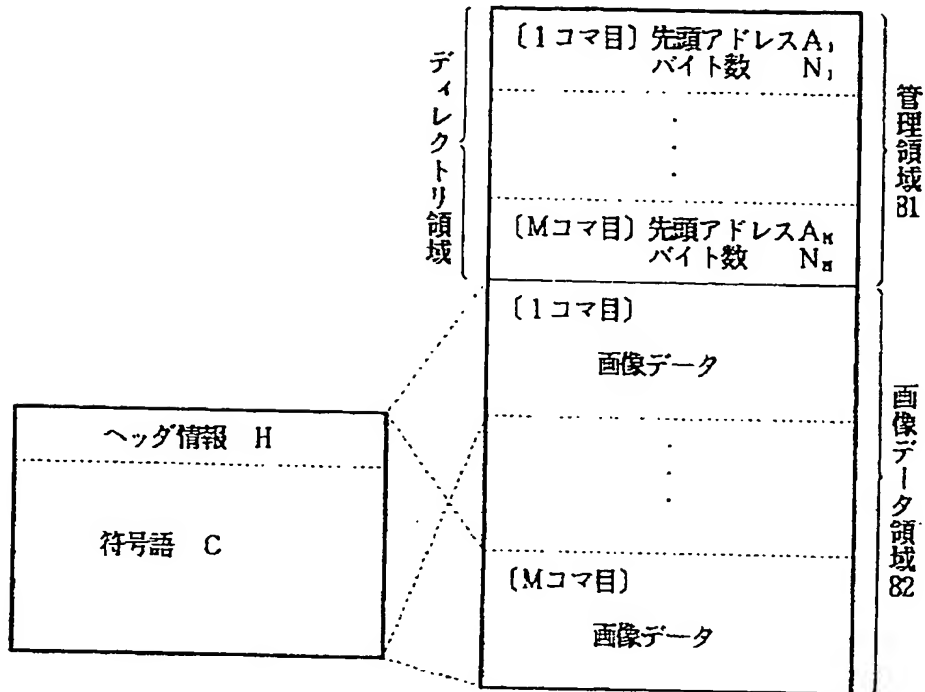 ディレクトリ領域
〔1コマ目〕先頭アドレスA₁
バイト数 N₁
〔Mコマ目〕先頭アドレスAM
バイト数 NM
管理領域81
〔1コマ目〕
画像データ
〔Mコマ目〕
画像データ
画像データ領域82
ヘッダ情報 H
符号語 C